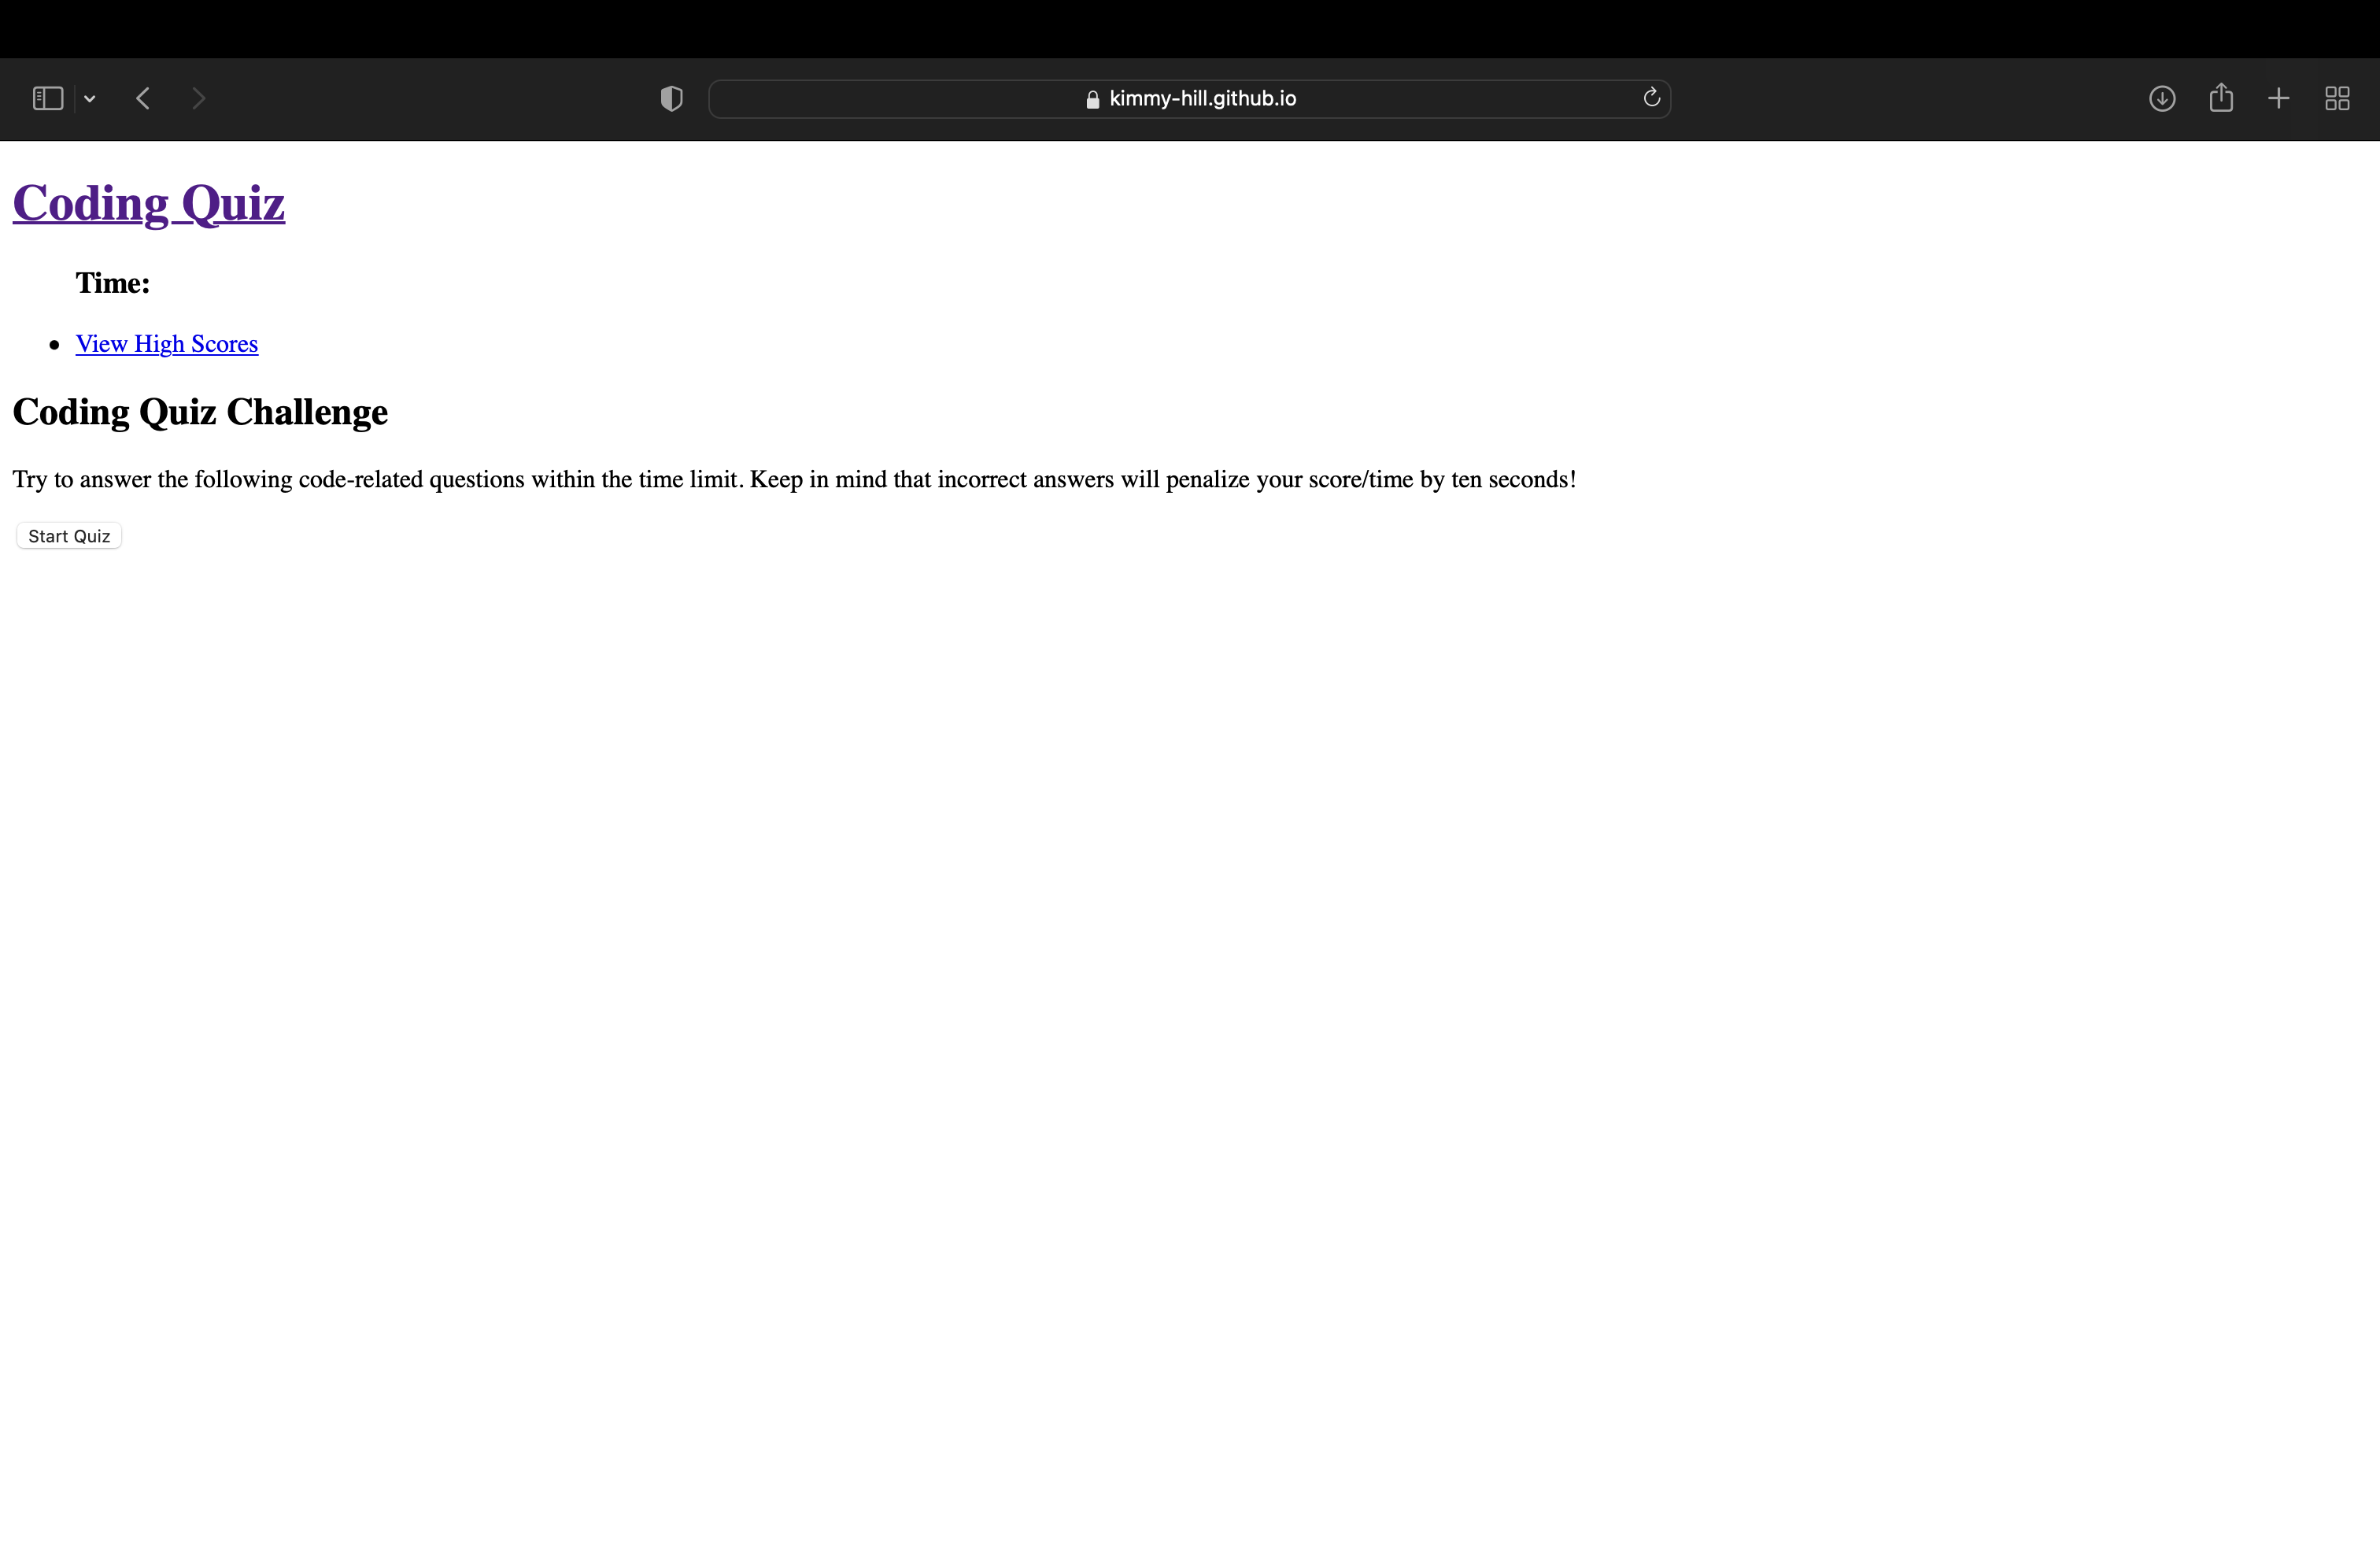 kimmy-hill.github.io
Coding Quiz
Time:
View High Scores
Coding Quiz Challenge
Try to answer the following code-related questions within the time limit. Keep in mind that incorrect answers will penalize your score/time by ten seconds!
Start Quiz